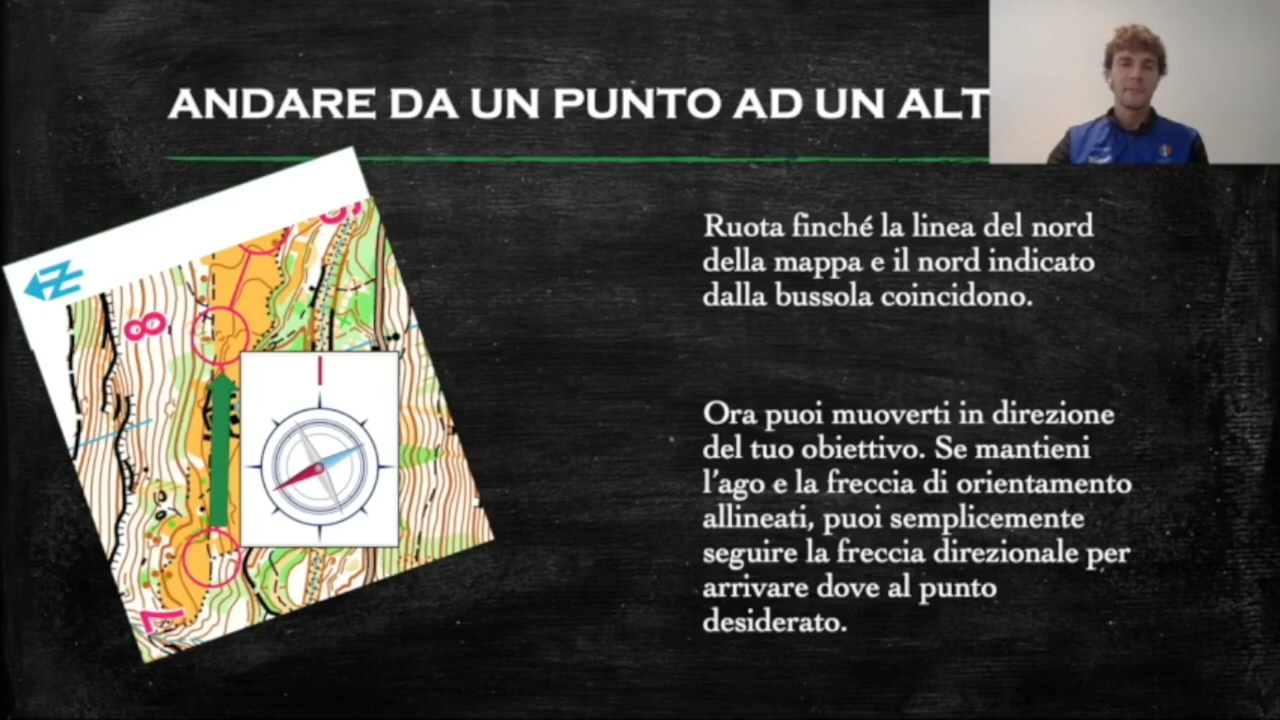 ANDARE DA UN PUNTO AD UN ALT
Ruota finché la linea del nord
della mappa e il nord indicato
dalla bussola coincidono.
Ora puoi muoverti in direzione
del tuo obiettivo. Se mantieni
l'ago e la freccia di orientamento
allineati, puoi semplicemente
seguire la freccia direzionale per
arrivare dove al punto
desiderato.
N
8
7